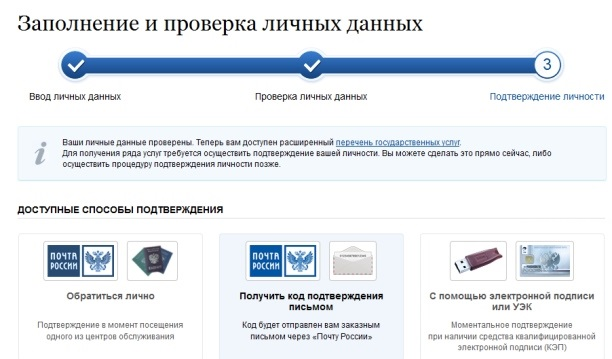 Заполнение и проверка личных данных
3
Ввод личных данных
Проверка личных данных
Подтверждение личности
Ваши личные данные проверены. Теперь вам доступен расширенный перечень государственных услуг.
Для получения ряда услуг требуется осуществить подтверждение вашей личности. Вы можете сделать это прямо сейчас, либо
осуществить процедуру подтверждения личности позже.
ДОСТУПНЫЕ СПОСОБЫ ПОДТВЕРЖДЕНИЯ
ПОЧТА
РОССИИ
Обратиться лично
Подтверждение в момент посещения
одного из центров обслуживания
ПОЧТА
РОССИИ
Получить код подтверждения
письмом
Код будет отправлен вам заказным
письмом через «Почту России»
С помощью электронной подписи
или УЭК
Моментальное подтверждение
при наличии средства квалифицированной
электронной подписи (КЭП)